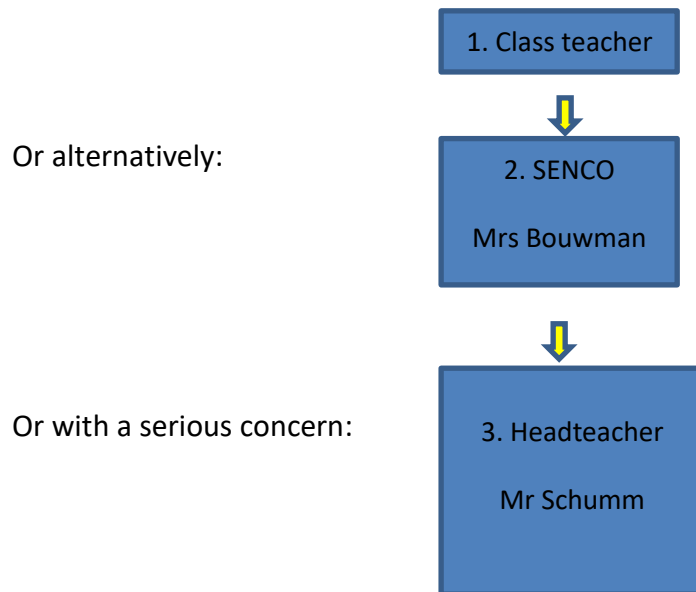 1. Class teacher
Or alternatively:
2. SENCO
Mrs Bouwman
Or with a serious concern:
3. Headteacher
Mr Schumm